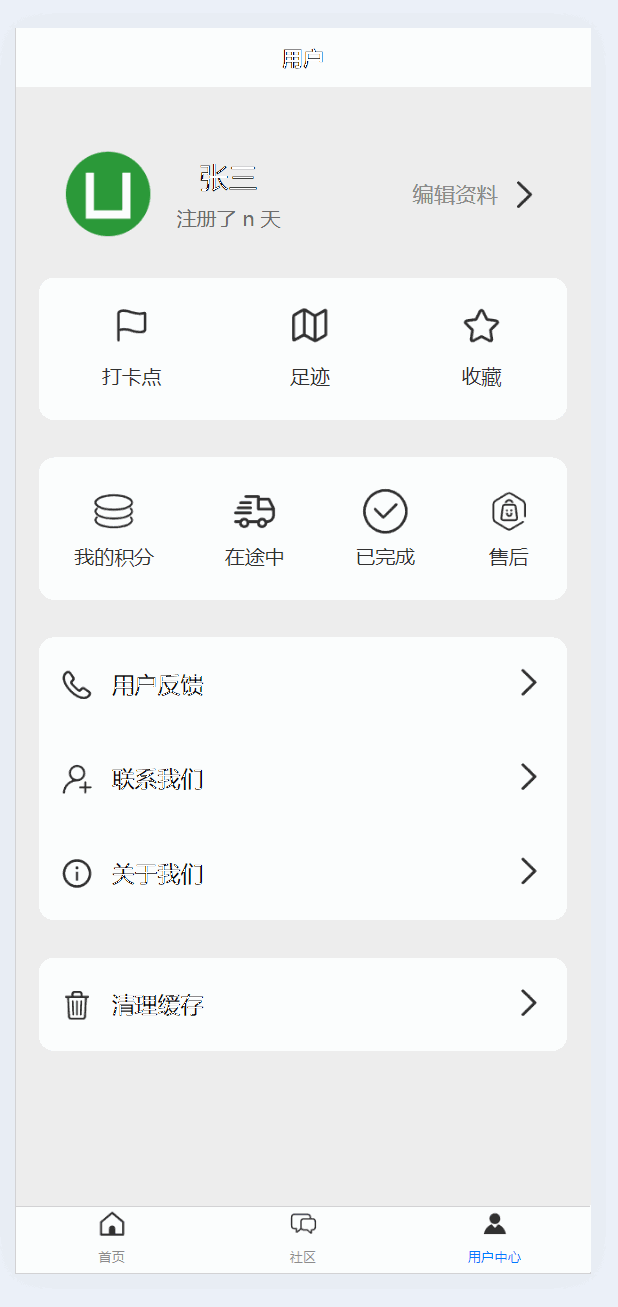 用户
张三
注册了 n 天
编辑资料
打卡点
足迹
收藏
我的积分
在途中
已完成
售后
用户反馈
联系我们
关于我们
清理缓存
首页
社区
用户中心